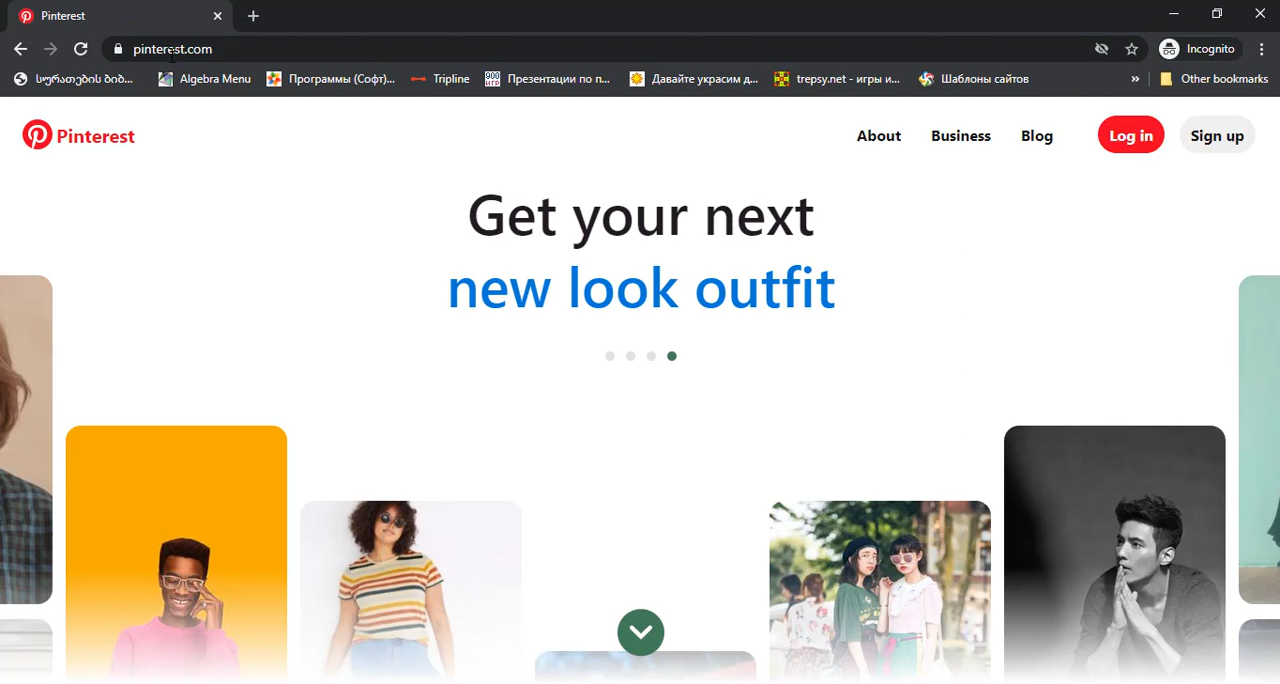 Pinterest
pinterest.com
Incognito
სურათების ბიბ...
Algebra Menu
Программы (Софт)...
Tripline
Презентации по п...
Давайте украсим д...
trepsy.net - игры и...
Шаблоны сайтов
»
Other bookmarks
Pinterest
About
Business
Blog
Log in
Sign up
Get your next
new look outfit